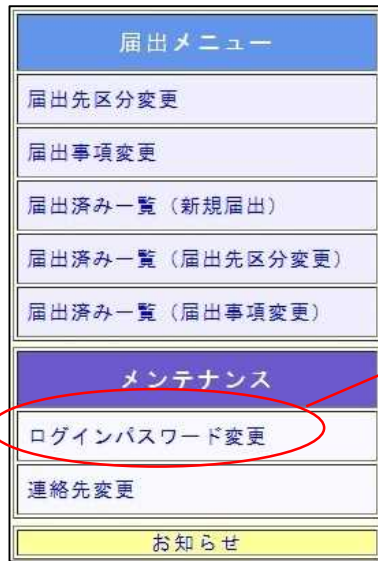 届出メニュー
届出先区分変更
届出事項変更
届出済み一覧（新規届出）
届出済み一覧（届出先区分変更）
届出済み一覧（届出事項変更）
メンテナンス
ログインパスワード変更
連絡先変更
お知らせ